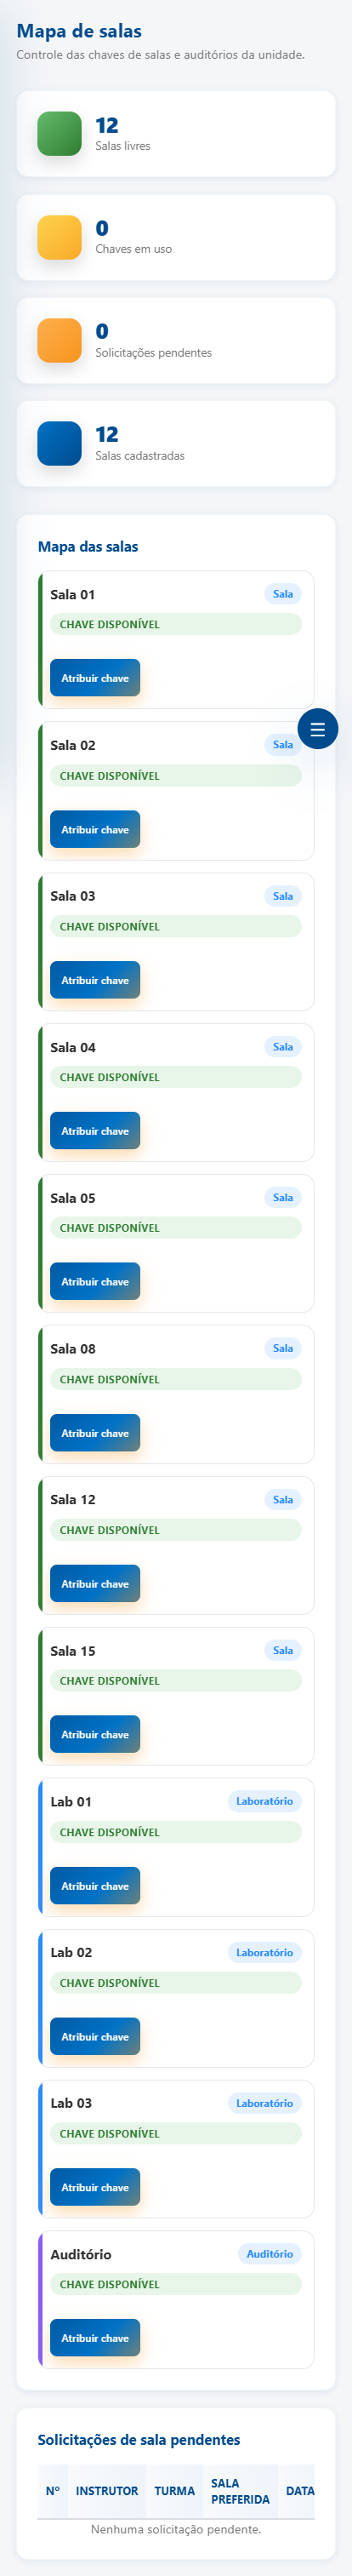 Mapa de salas
Controle das chaves de salas e auditórios da unidade.
12
Salas livres
0
Chaves em uso
0
Solicitações pendentes
12
Salas cadastradas
Mapa das salas
Sala 01
Sala
CHAVE DISPONÍVEL
Atribuir chave
Sala 02
Sala
CHAVE DISPONÍVEL
Atribuir chave
Sala 03
Sala
CHAVE DISPONÍVEL
Atribuir chave
Sala 04
Sala
CHAVE DISPONÍVEL
Atribuir chave
Sala 05
Sala
CHAVE DISPONÍVEL
Atribuir chave
Sala 08
Sala
CHAVE DISPONÍVEL
Atribuir chave
Sala 12
Sala
CHAVE DISPONÍVEL
Atribuir chave
Sala 15
Sala
CHAVE DISPONÍVEL
Atribuir chave
Lab 01
Laboratório
CHAVE DISPONÍVEL
Atribuir chave
Lab 02
Laboratório
CHAVE DISPONÍVEL
Atribuir chave
Lab 03
Laboratório
CHAVE DISPONÍVEL
Atribuir chave
Auditório
Auditório
CHAVE DISPONÍVEL
Atribuir chave
Solicitações de sala pendentes
Nº INSTRUTOR TURMA SALA PREFERIDA DATA
Nenhuma solicitação pendente.